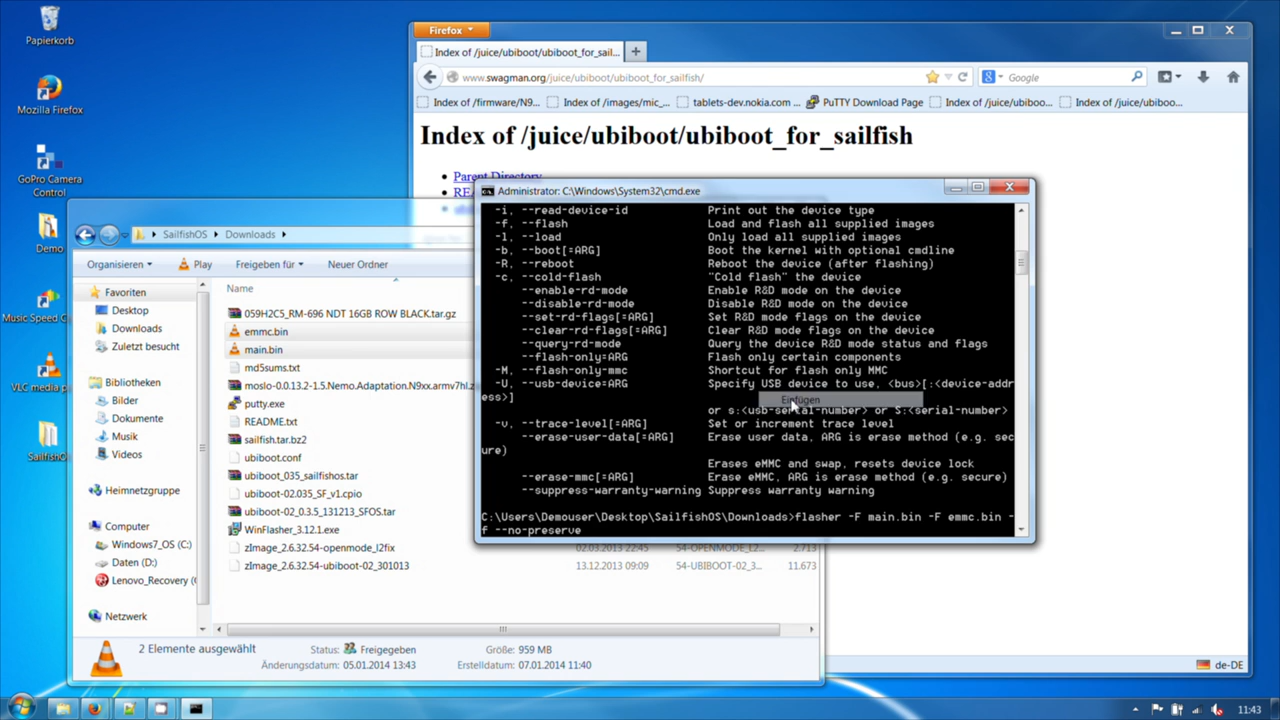 Papierkorb
Mozilla Firefox
GoPro Camera
Control
Demo
Music Speed C
VLC media p
SailfishO
Firefox
Index of /juice/ubiboot/ubiboot_for_sail...
www.swagman.org/juice/ubiboot/ubiboot_for_sailfish/
Google
Index of /firmware/N9...
Index of /images/mic_...
tablets-dev.nokia.com ...
PuTTY Download Page
Index of /juice/ubiboo...
Index of /juice/ubiboo...
Index of /juice/ubiboot/ubiboot_for_sailfish
Parent Directory
RE
SailfishOS
Downloads
Organisieren
Play
Freigeben für
Neuer Ordner
Favoriten
Desktop
Downloads
Zuletzt besucht
Bibliotheken
Bilder
Dokumente
Musik
Videos
Heimnetzgruppe
Computer
Windows7_OS (C:)
Daten (D:)
Lenovo_Recovery (
Netzwerk
Name
059H2C5_RM-696 NDT 16GB ROW BLACK.tar.gz
emmc.bin
main.bin
md5sums.txt
moslo-0.0.13.2-1.5.Nemo.Adaptation.N9xx.armv7hl.z
putty.exe
README.txt
sailfish.tar.bz2
ubiboot.conf
ubiboot_035_sailfishos.tar
ubiboot-02.035_SF_v1.cpio
ubiboot-02_0.3.5_131213_SFOS.tar
WinFlasher_3.12.1.exe
zImage_2.6.32.54-openmode_l2fix 02.03.2013 22:45 54-OPENMODE_L2... 2.713
zImage_2.6.32.54-ubiboot-02_301013 13.12.2013 09:09 54-UBIBOOT-02_3... 11.673
2 Elemente ausgewählt
Status: Freigegeben
Größe: 959 MB
Änderungsdatum: 05.01.2014 13:43
Erstelldatum: 07.01.2014 11:40
Administrator: C:\Windows\System32\cmd.exe
-i, --read-device-id Print out the device type
-f, --flash Load and flash all supplied images
-l, --load Only load all supplied images
-b, --boot[=ARG] Boot the kernel with optional cmdline
-R, --reboot Reboot the device (after flashing)
-c, --cold-flash "Cold flash" the device
--enable-rd-mode Enable R&D mode on the device
--disable-rd-mode Disable R&D mode on the device
--set-rd-flags[=ARG] Set R&D mode flags on the device
--clear-rd-flags[=ARG] Clear R&D mode flags on the device
--query-rd-mode Query the device R&D mode status and flags
--flash-only=ARG Flash only certain components
-M, --flash-only-mmc Shortcut for flash only MMC
-U, --usb-device=ARG Specify USB device to use, <bus>[:<device-addr
ess>]
Einfügen
or s:<usb-serial-number> or S:<serial-number>
-v, --trace-level[=ARG] Set or increment trace level
--erase-user-data[=ARG] Erase user data, ARG is erase method (e.g. sec
ure)
Erases eMMC and swap, resets device lock
--erase-mmc[=ARG] Erase eMMC, ARG is erase method (e.g. secure)
--suppress-warranty-warning Suppress warranty warning
C:\Users\Demouser\Desktop\SailfishOS\Downloads>flasher -F main.bin -F emmc.bin -
f --no-preserve
de-DE
11:43